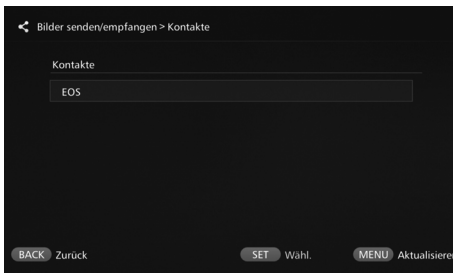 Bilder senden/empfangen > Kontakte
Kontakte
EOS
BACK Zurück SET Wähl. MENU Aktualisiere